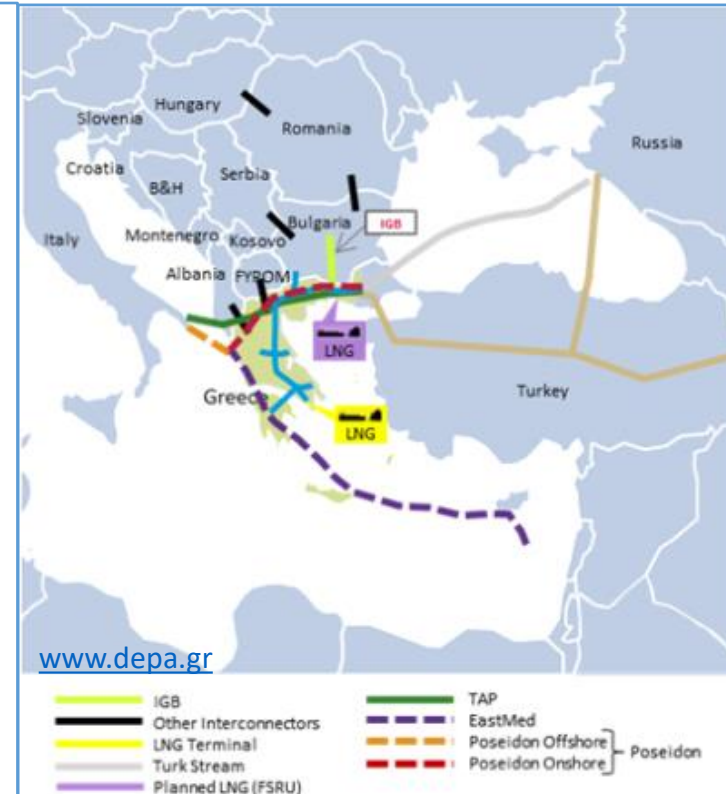 Hungary
Slovenia
Romania
Russia
Croatia
Serbia
B&H
Bulgaria
IGB
Italy
Montenegro
Kosovo
Albania
FYROM
LNG
Turkey
Greece
LNG
www.depa.gr
IGB
Other Interconnectors
LNG Terminal
Turk Stream
Planned LNG (FSRU)
TAP
EastMed
Poseidon Offshore
Poseidon Onshore
Poseidon